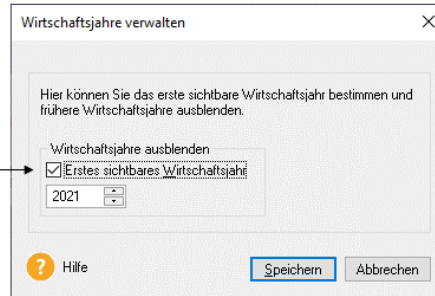 Wirtschaftsjahre verwalten
Hier können Sie das erste sichtbare Wirtschaftsjahr bestimmen und
frühere Wirtschaftsjahre ausblenden.
Wirtschaftsjahre ausblenden
Erstes sichtbares Wirtschaftsjahr
2021
? Hilfe
Speichern
Abbrechen